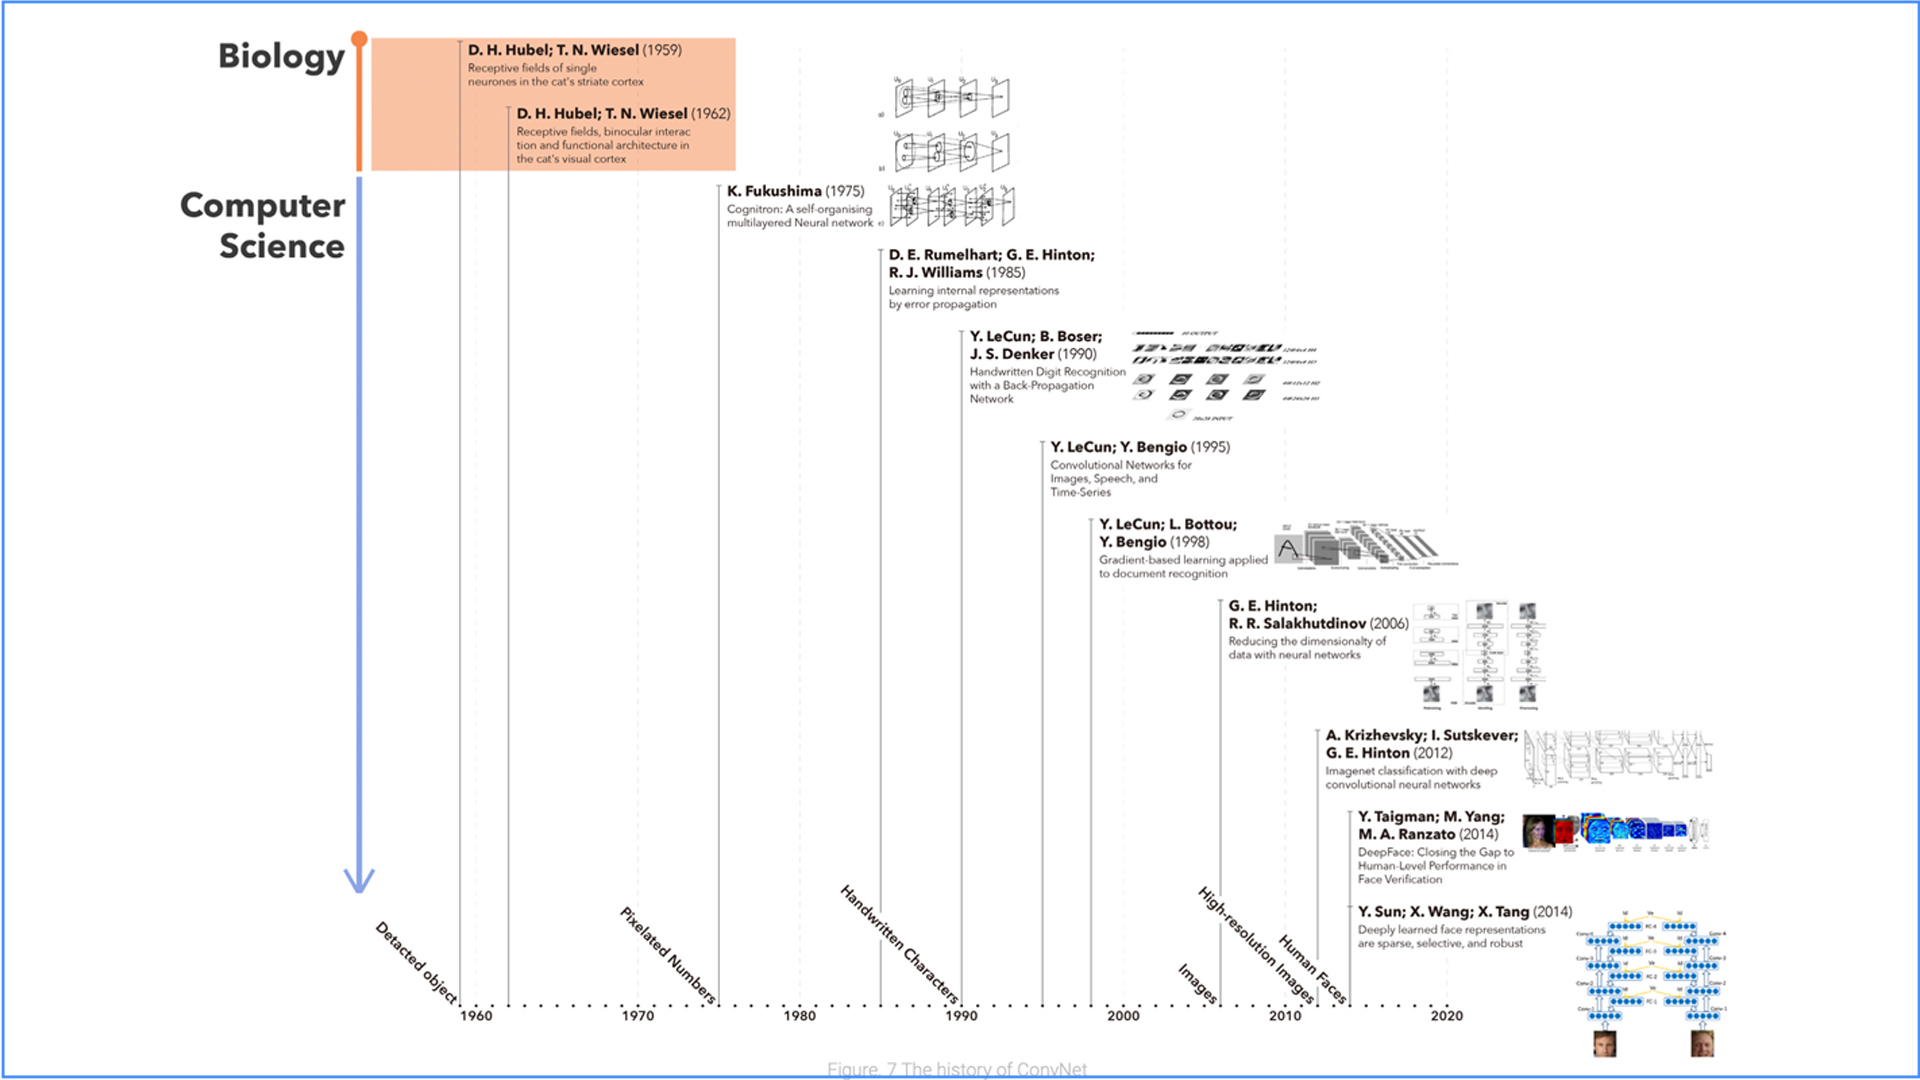 Biology
D. H. Hubel; T. N. Wiesel (1959)
Receptive fields of single
neurones in the cat's striate cortex
D. H. Hubel; T. N. Wiesel (1962)
Receptive fields, binocular interac
tion and functional architecture in
the cat's visual cortex
Computer
Science
K. Fukushima (1975)
Cognitron: A self-organising
multilayered Neural network
D. E. Rumelhart; G. E. Hinton;
R. J. Williams (1985)
Learning internal representations
by error propagation
Y. LeCun; B. Boser;
J. S. Denker (1990)
Handwritten Digit Recognition
with a Back-Propagation
Network
10 OUTPUT
28x28 INPUT
Y. LeCun; Y. Bengio (1995)
Convolutional Networks for
Images, Speech, and
Time-Series
Y. LeCun; L. Bottou;
Y. Bengio (1998)
Gradient-based learning applied
to document recognition
A
G. E. Hinton;
R. R. Salakhutdinov (2006)
Reducing the dimensionalty of
data with neural networks
A. Krizhevsky; I. Sutskever;
G. E. Hinton (2012)
Imagenet classification with deep
convolutional neural networks
Y. Taigman; M. Yang;
M. A. Ranzato (2014)
DeepFace: Closing the Gap to
Human-Level Performance in
Face Verification
Y. Sun; X. Wang; X. Tang (2014)
Deeply learned face representations
are sparse, selective, and robust
Detacted object
Pixelated Numbers
Handwritten Characters
Images
High-resolution Images
Human Faces
1960
1970
1980
1990
2000
2010
2020
Figure. 7 The history of ConvNet